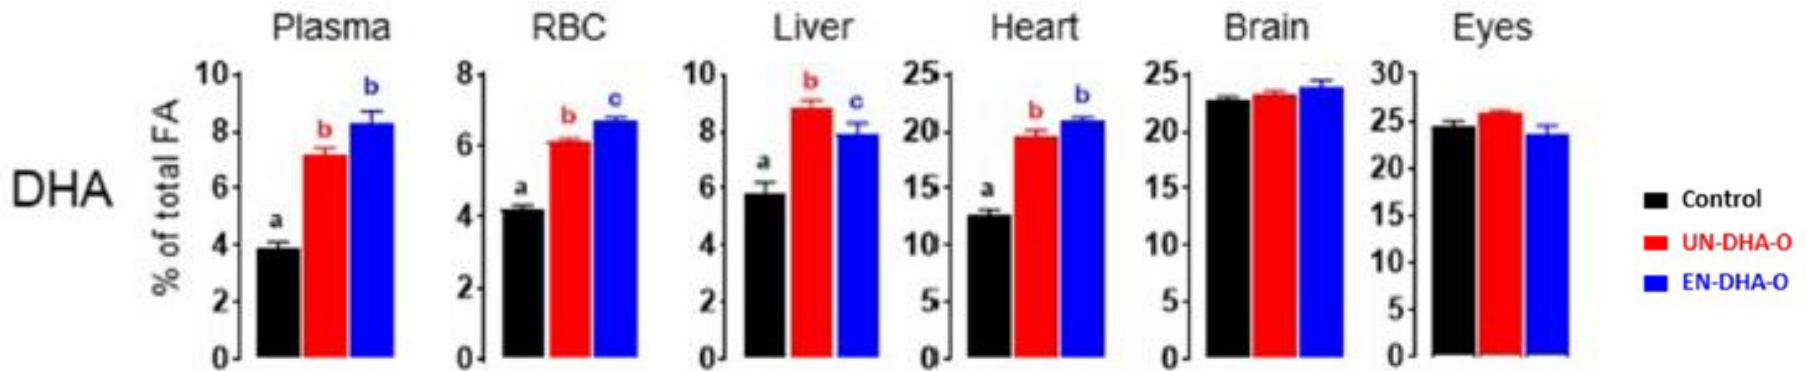 Plasma RBC Liver Heart Brain Eyes
DHA
% of total FA
10 8 6 4 2 0
a b b
8 6 4 2 0
a b c
10 8 6 4 2 0
a b c
25 20 15 10 5 0
a b b
25 20 15 10 5 0
30 25 20 15 10 5 0
Control
UN-DHA-O
EN-DHA-O